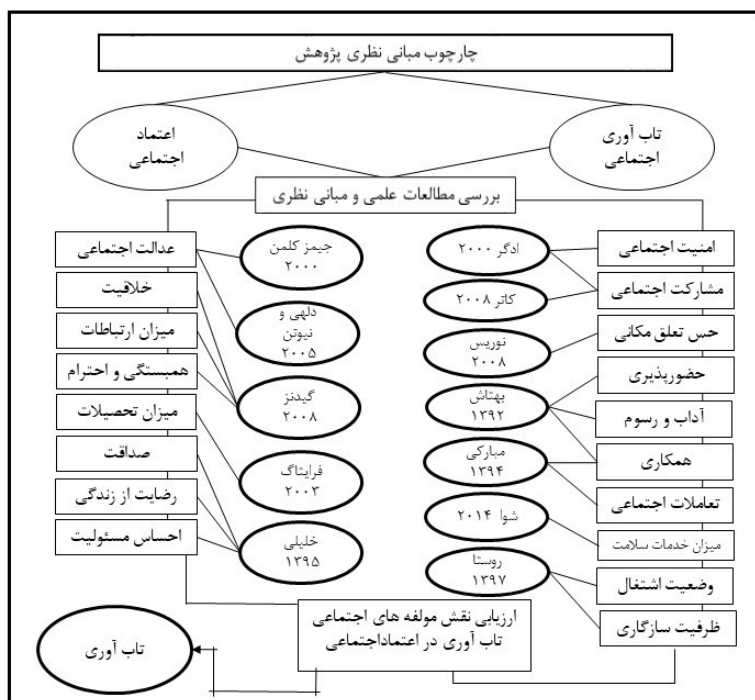 چارچوب مبانی نظری پژوهش
تاب آوری
اجتماعی
اعتماد
اجتماعی
بررسی مطالعات علمی و مبانی نظری
امنیت اجتماعی
مشارکت اجتماعی
حس تعلق مکانی
حضورپذیری
آداب و رسوم
همکاری
تعاملات اجتماعی
میزان خدمات سلامت
وضعیت اشتغال
ظرفیت سازگاری
ادگر ۲۰۰۰
کاتر ۲۰۰۸
نوریس
۲۰۰۸
بهتاش
۱۳۹۲
مبارکی
۱۳۹۴
شوا ۲۰۱۴
روستا
۱۳۹۷
جیمز کلمن
۲۰۰۰
دلهی و
نیوتن
۲۰۰۵
گیدنز
۲۰۰۸
فرایتاگ
۲۰۰۳
خلیلی
۱۳۹۵
عدالت اجتماعی
خلاقیت
میزان ارتباطات
همبستگی و احترام
میزان تحصیلات
صداقت
رضایت از زندگی
احساس مسئولیت
ارزیابی نقش مولفه های اجتماعی
تاب آوری در اعتماداجتماعی
تاب آوری